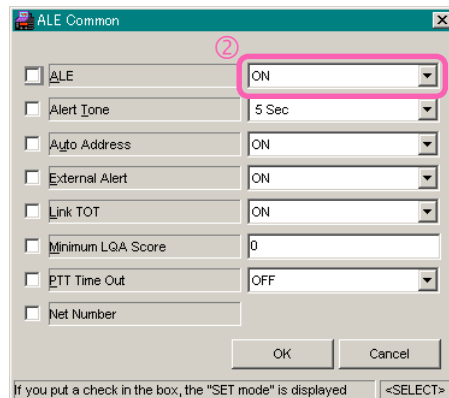 ALE Common
②
ALE ON
Alert Tone 5 Sec
Auto Address ON
External Alert ON
Link TOT ON
Minimum LQA Score 0
PTT Time Out OFF
Net Number
OK Cancel
If you put a check in the box, the "SET mode" is displayed <SELECT>